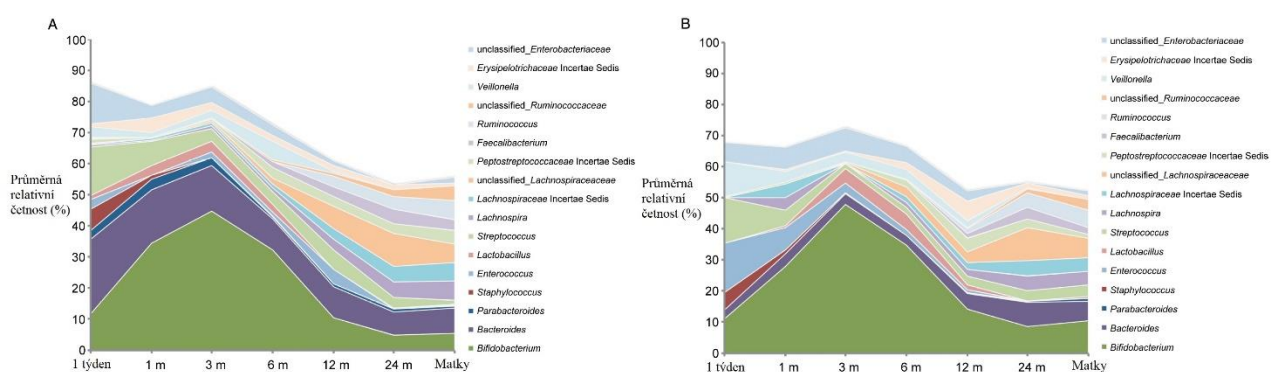 A
100
90
80
70
60
50
40
30
20
10
0
Průměrná
relativní
četnost (%)
1 týden 1 m 3 m 6 m 12 m 24 m Matky
unclassified_Enterobacteriaceae
Erysipelotrichaceae Incertae Sedis
Veillonella
unclassified_Ruminococcaceae
Ruminococcus
Faecalibacterium
Peptostreptococcaceae Incertae Sedis
unclassified_Lachnospiraceaceae
Lachnospiraceae Incertae Sedis
Lachnospira
Streptococcus
Lactobacillus
Enterococcus
Staphylococcus
Parabacteroides
Bacteroides
Bifidobacterium
B
100
90
80
70
60
50
40
30
20
10
0
Průměrná
relativní
četnost (%)
1 týden 1 m 3 m 6 m 12 m 24 m Matky
unclassified_Enterobacteriaceae
Erysipelotrichaceae Incertae Sedis
Veillonella
unclassified_Ruminococcaceae
Ruminococcus
Faecalibacterium
Peptostreptococcaceae Incertae Sedis
unclassified_Lachnospiraceaceae
Lachnospiraceae Incertae Sedis
Lachnospira
Streptococcus
Lactobacillus
Enterococcus
Staphylococcus
Parabacteroides
Bacteroides
Bifidobacterium